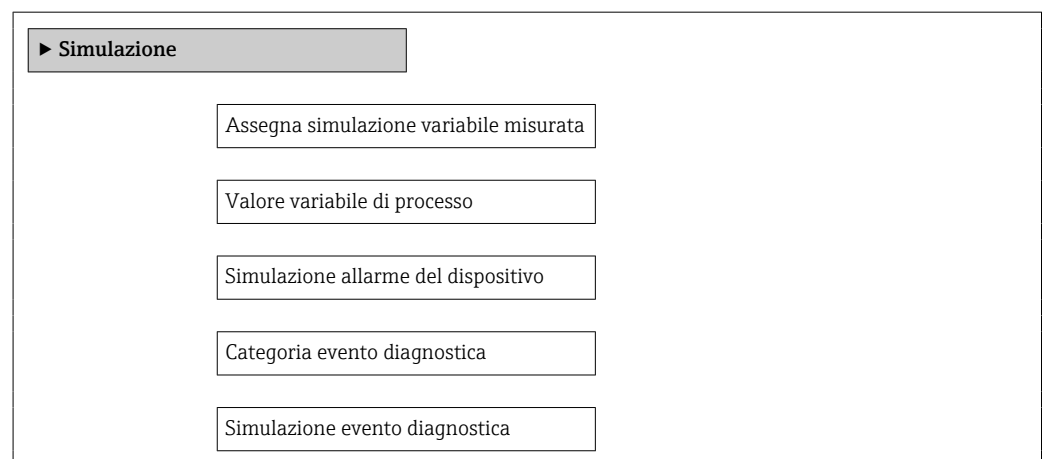 ▶ Simulazione
Assegna simulazione variabile misurata
Valore variabile di processo
Simulazione allarme del dispositivo
Categoria evento diagnostica
Simulazione evento diagnostica